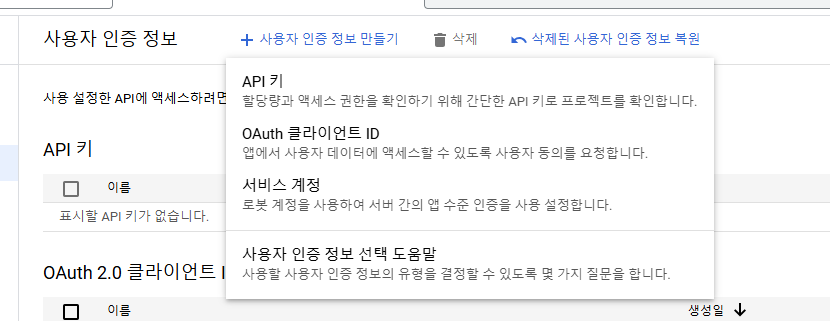 사용자 인증 정보
+ 사용자 인증 정보 만들기
삭제
삭제된 사용자 인증 정보 복원
사용 설정한 API에 액세스하려면
API 키
할당량과 액세스 권한을 확인하기 위해 간단한 API 키로 프로젝트를 확인합니다.
OAuth 클라이언트 ID
앱에서 사용자 데이터에 액세스할 수 있도록 사용자 동의를 요청합니다.
서비스 계정
로봇 계정을 사용하여 서버 간의 앱 수준 인증을 사용 설정합니다.
사용자 인증 정보 선택 도움말
사용할 사용자 인증 정보의 유형을 결정할 수 있도록 몇 가지 질문을 합니다.
API 키
이름
표시할 API 키가 없습니다.
OAuth 2.0 클라이언트 I
이름
생성일